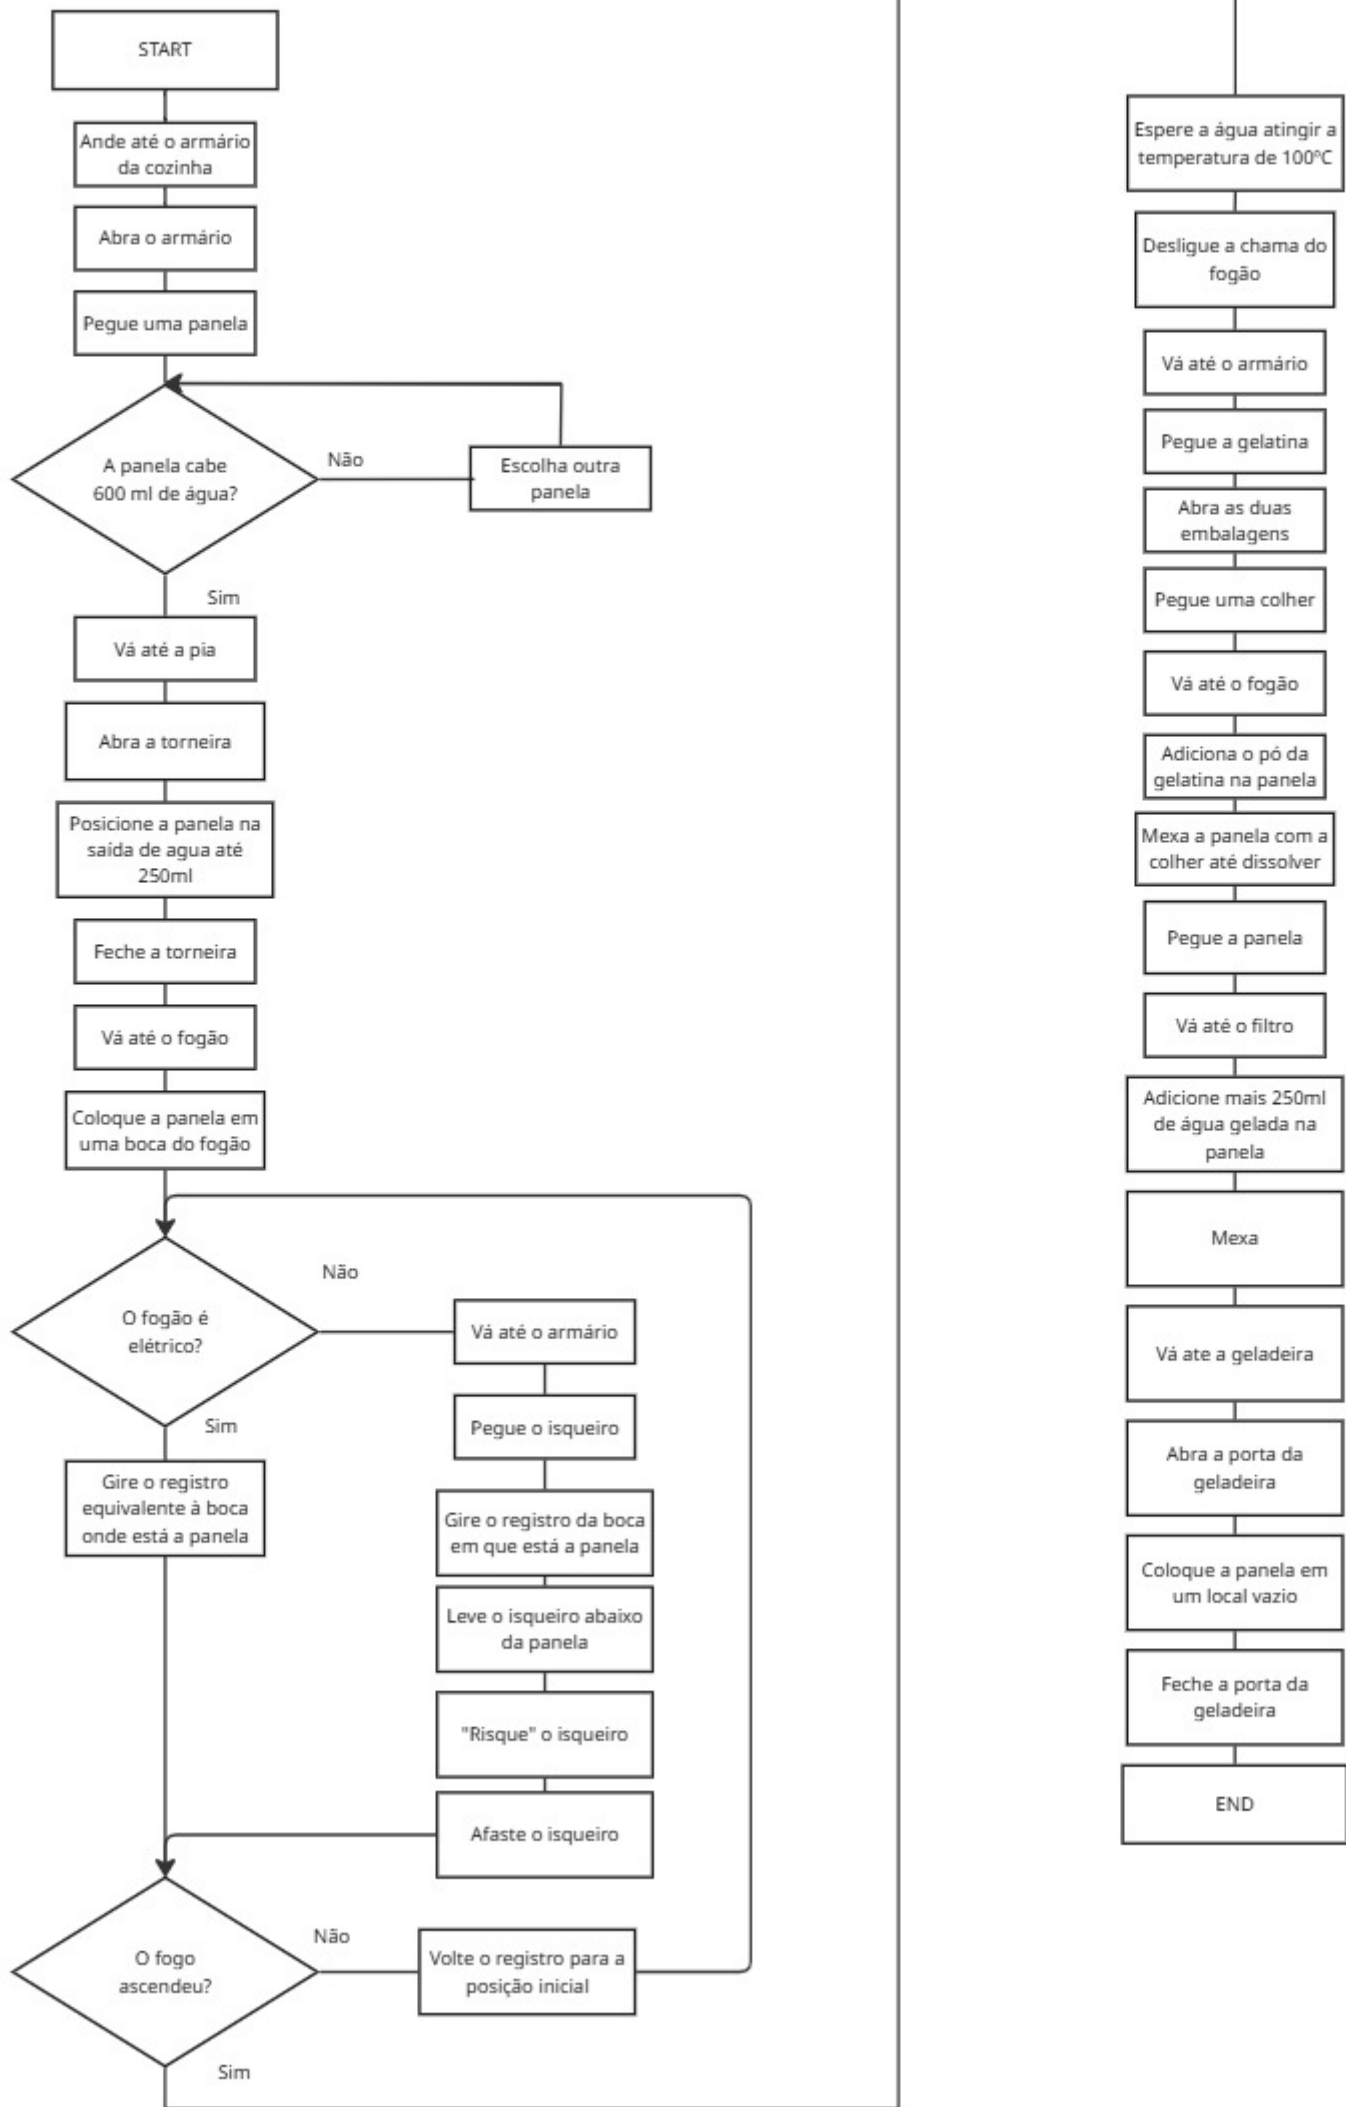 START
Ande até o armário
da cozinha
Abra o armário
Pegue uma panela
A panela cabe
600 ml de água?
Não
Escolha outra
panela
Sim
Vá até a pia
Abra a torneira
Posicione a panela na
saída de agua até
250ml
Feche a torneira
Vá até o fogão
Coloque a panela em
uma boca do fogão
O fogão é
elétrico?
Não
Vá até o armário
Pegue o isqueiro
Gire o registro da boca
em que está a panela
Leve o isqueiro abaixo
da panela
"Risque" o isqueiro
Afaste o isqueiro
Sim
Gire o registro
equivalente à boca
onde está a panela
O fogo
ascendeu?
Não
Volte o registro para a
posição inicial
Sim
Espere a água atingir a
temperatura de 100ºC
Desligue a chama do
fogão
Vá até o armário
Pegue a gelatina
Abra as duas
embalagens
Pegue uma colher
Vá até o fogão
Adiciona o pó da
gelatina na panela
Mexa a panela com a
colher até dissolver
Pegue a panela
Vá até o filtro
Adicione mais 250ml
de água gelada na
panela
Mexa
Vá ate a geladeira
Abra a porta da
geladeira
Coloque a panela em
um local vazio
Feche a porta da
geladeira
END